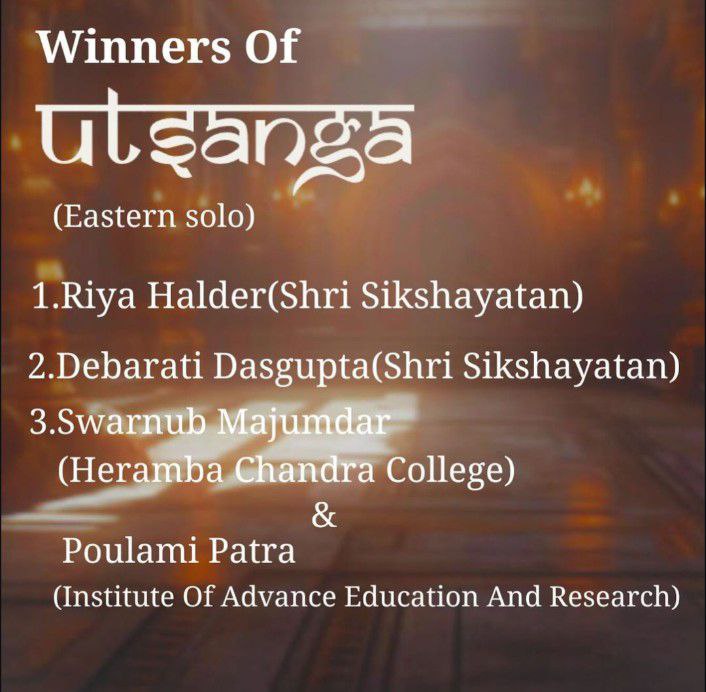 Winners Of
utsanga
(Eastern solo)
1.Riya Halder(Shri Sikshayatan)
2.Debarati Dasgupta(Shri Sikshayatan)
3.Swarnub Majumdar
(Heramba Chandra College)
&
Poulami Patra
(Institute Of Advance Education And Research)